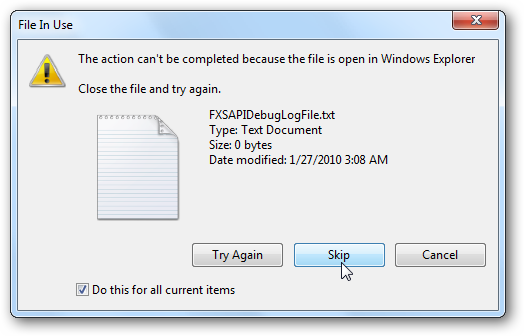 File In Use
The action can't be completed because the file is open in Windows Explorer
Close the file and try again.
FXSAPIDebugLogFile.txt
Type: Text Document
Size: 0 bytes
Date modified: 1/27/2010 3:08 AM
Try Again
Skip
Cancel
Do this for all current items